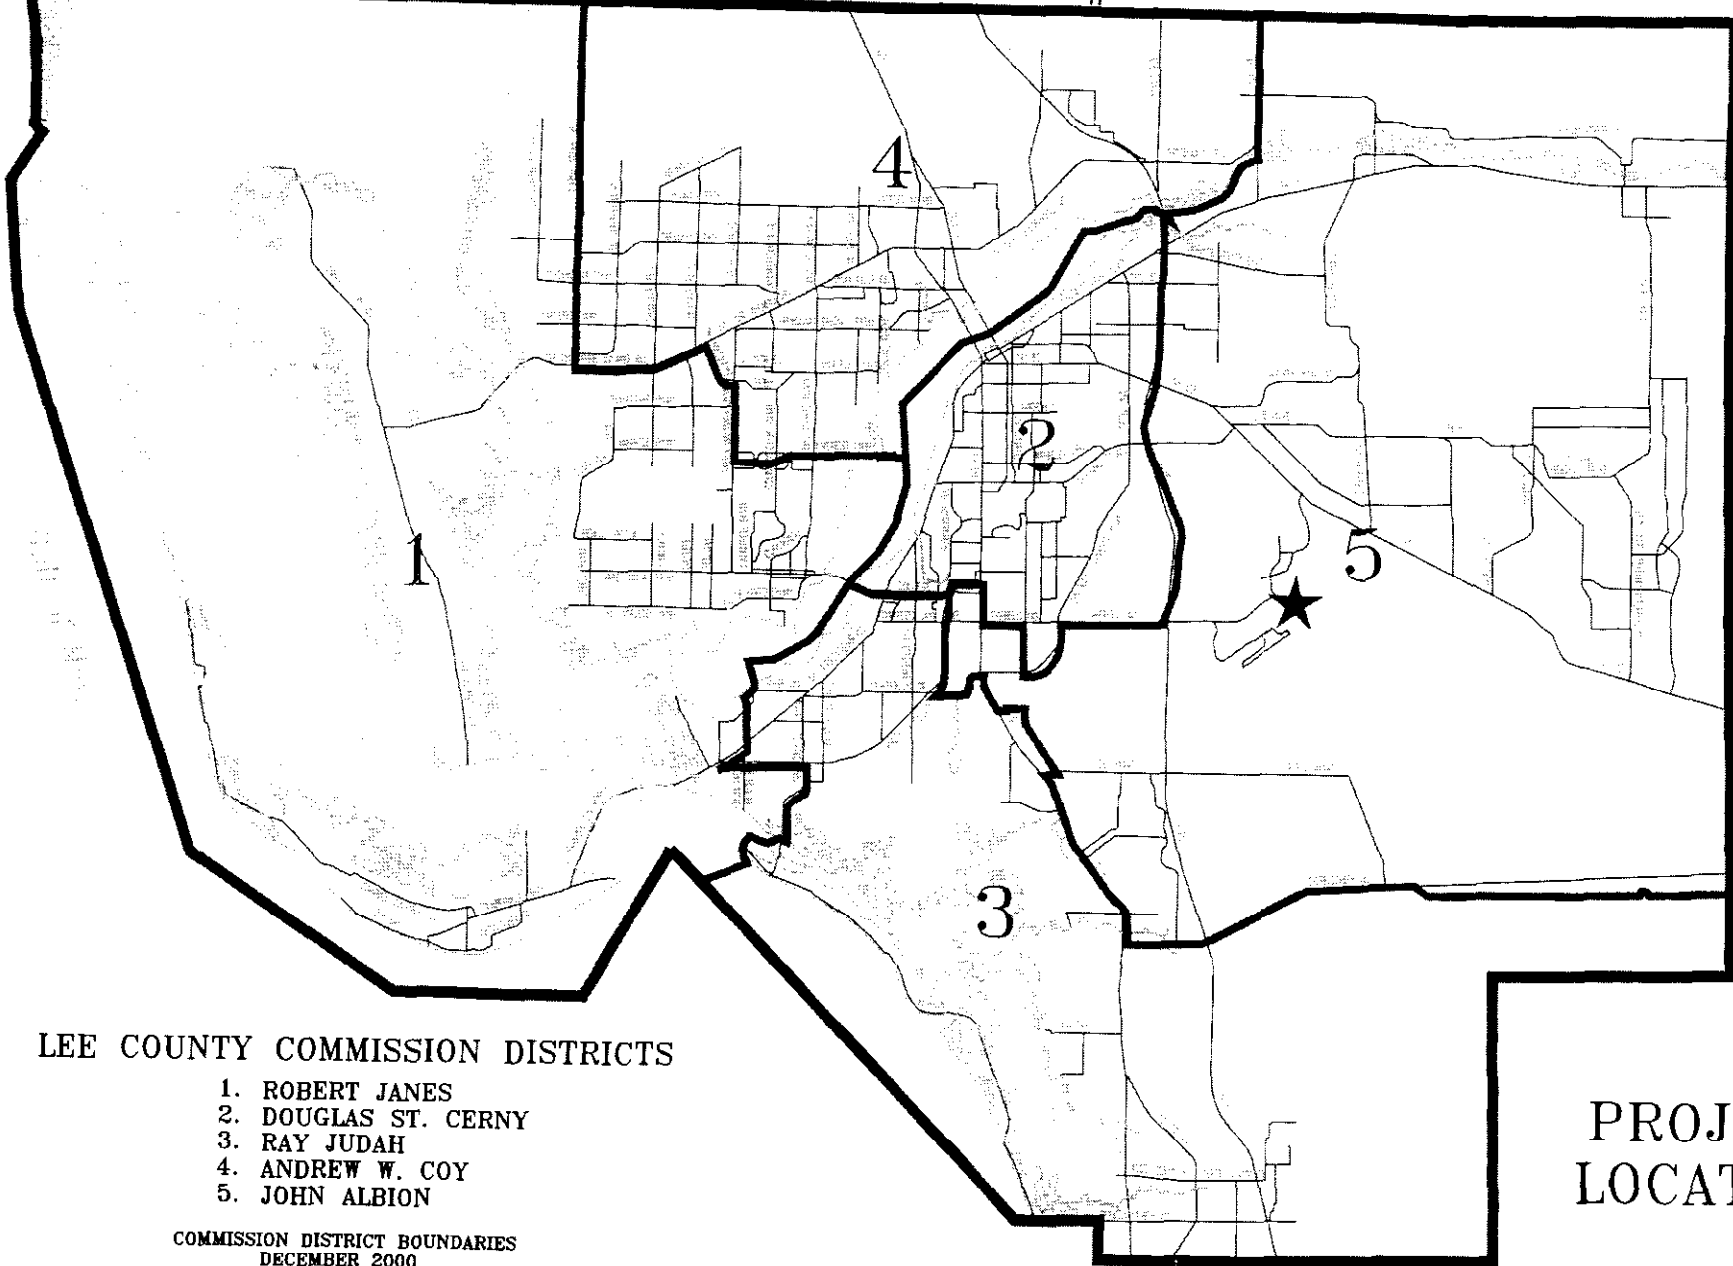 4
2
1
5
3
LEE COUNTY COMMISSION DISTRICTS
1. ROBERT JANES
2. DOUGLAS ST. CERNY
3. RAY JUDAH
4. ANDREW W. COY
5. JOHN ALBION
COMMISSION DISTRICT BOUNDARIES
DECEMBER 2000
PROJ
LOCAT